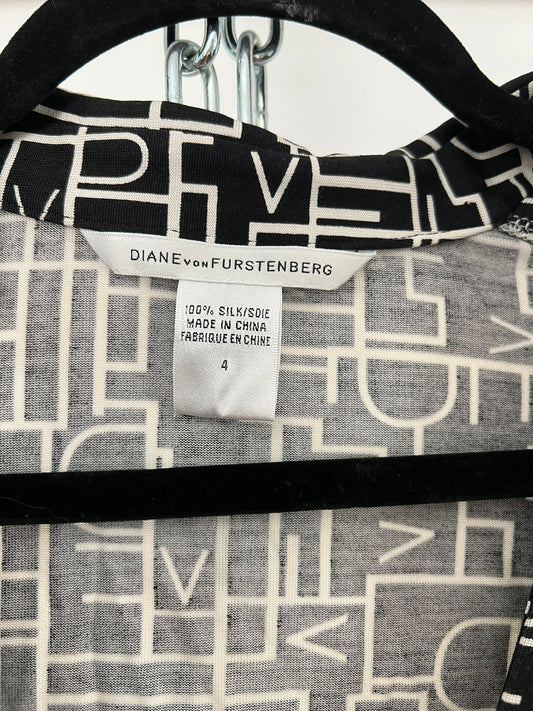 DIANE VON FURSTENBERG
100% SILK/SOIE
MADE IN CHINA
FABRIQUE EN CHINE
4